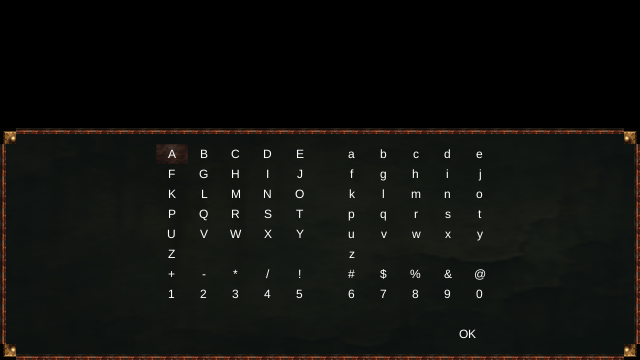 A B C D E a b c d e
F G H I J f g h i j
K L M N O k l m n o
P Q R S T p q r s t
U V W X Y u v w x y
Z z
+ - * / ! # $ % & @
1 2 3 4 5 6 7 8 9 0
OK